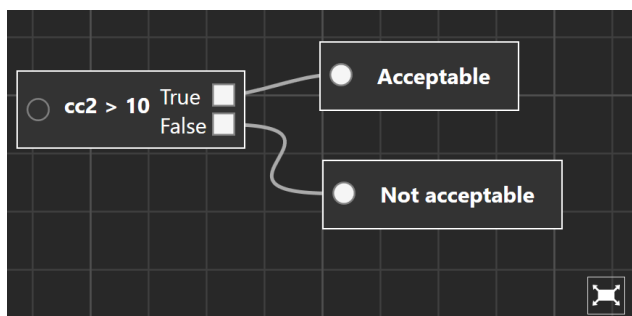 cc2 > 10
True
False
Acceptable
Not acceptable